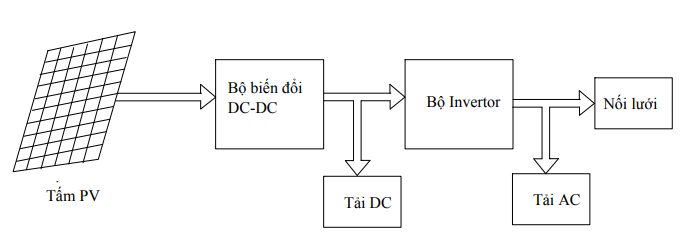 Bộ biến đổi
DC-DC
Bộ Invertor
Nối lưới
Tấm PV
Tải DC
Tải AC